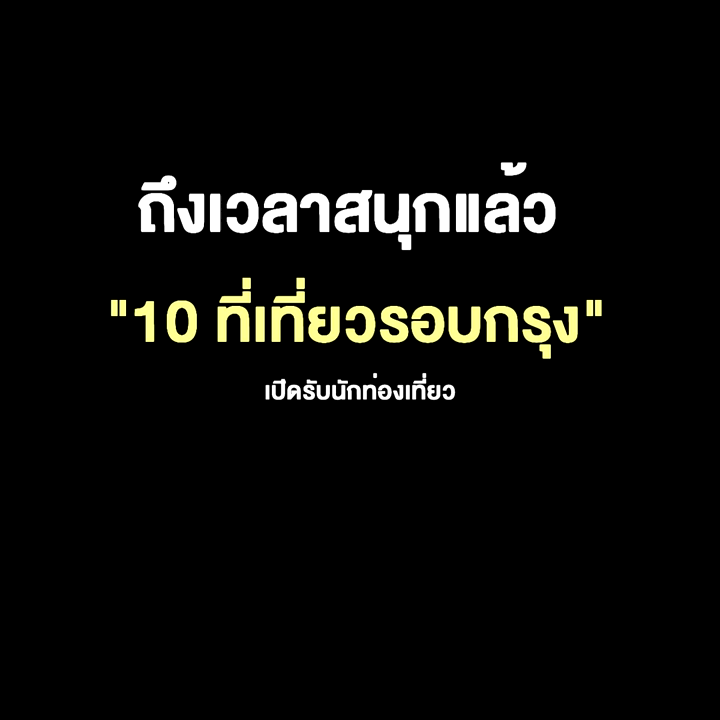 ถึงเวลาสนุกแล้ว
"10 ที่เที่ยวรอบกรุง"
เปิดรับนักท่องเที่ยว